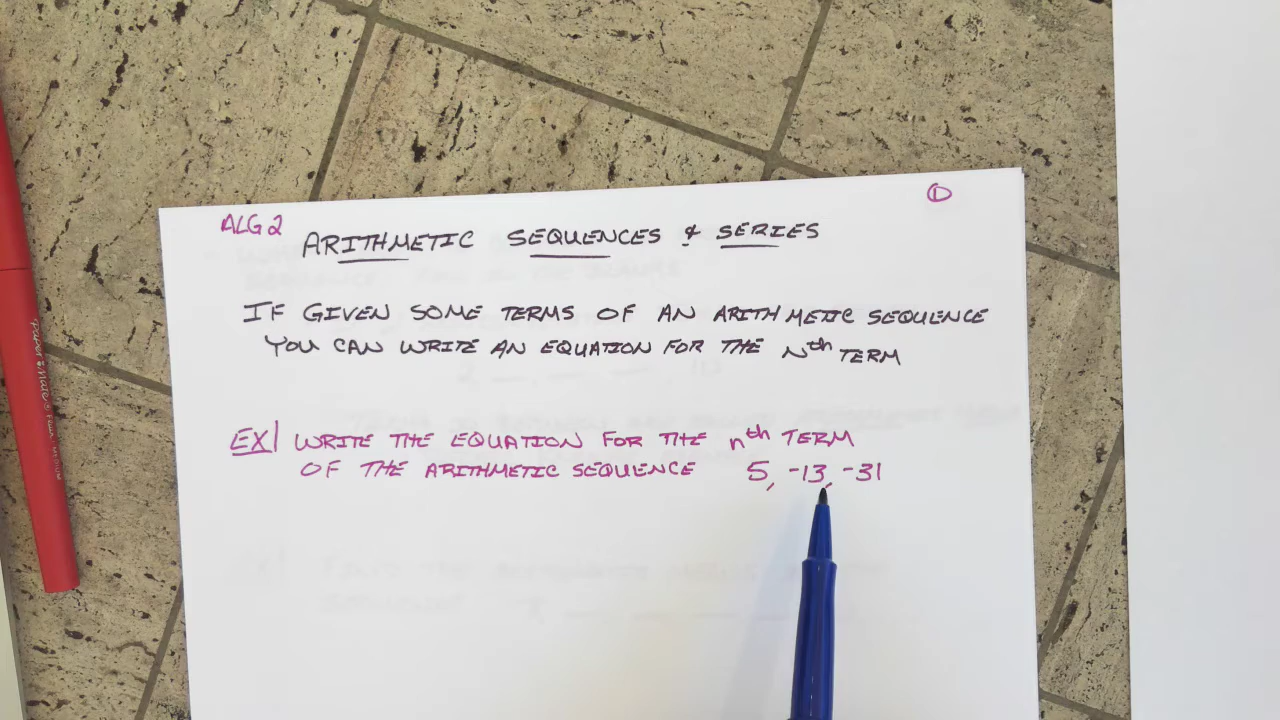 ALG 2
①
ARITHMETIC SEQUENCES & SERIES
IF GIVEN SOME TERMS OF AN ARITHMETIC SEQUENCE
YOU CAN WRITE AN EQUATION FOR THE Nth TERM
EX| WRITE THE EQUATION FOR THE nth TERM
OF THE ARITHMETIC SEQUENCE 5, -13, -31